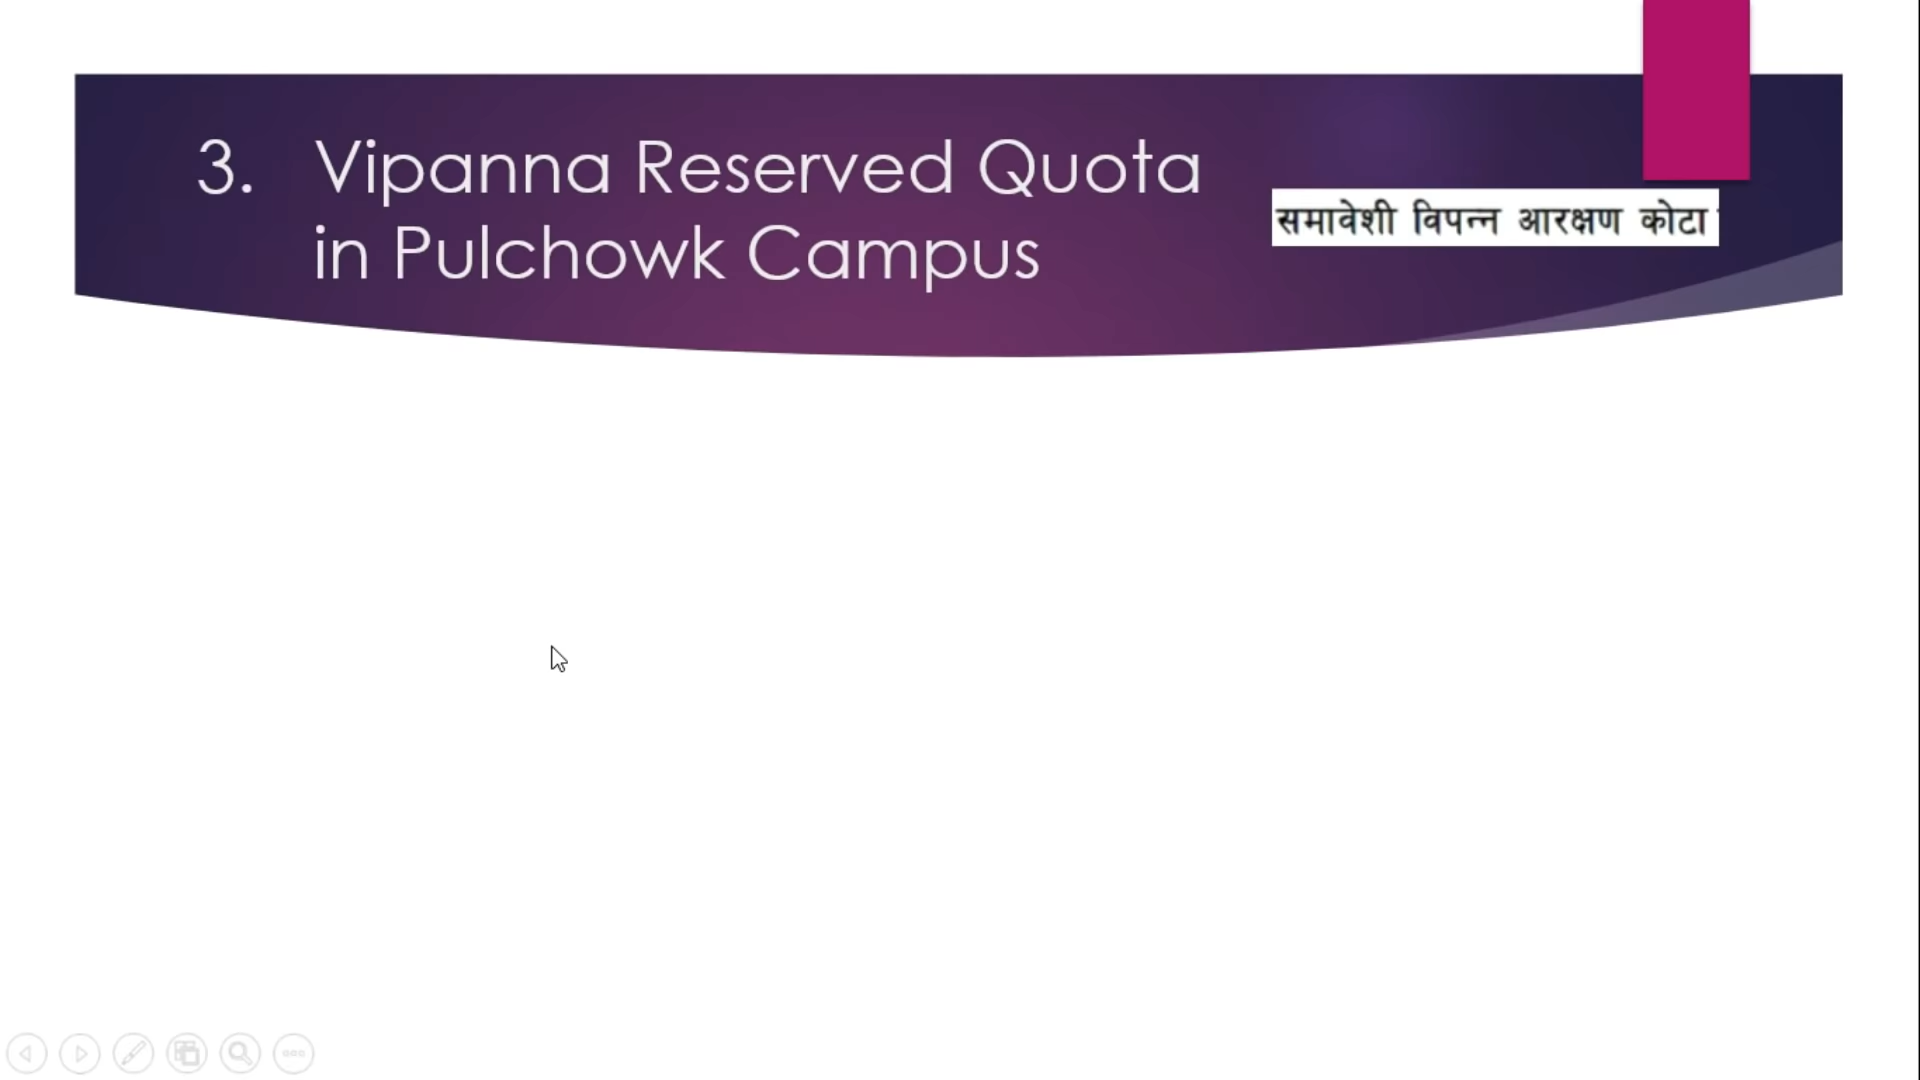 3. Vipanna Reserved Quota
in Pulchowk Campus
समावेशी विपन्न आरक्षण कोटा